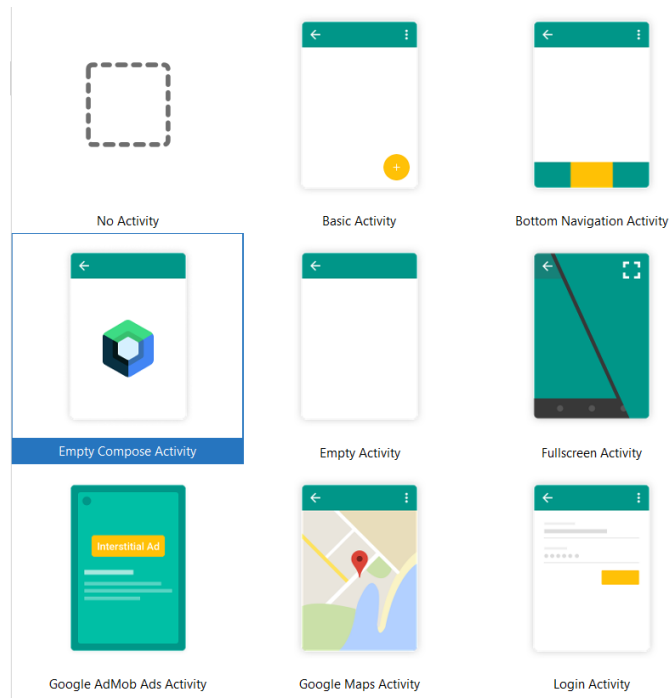 No Activity
Basic Activity
Bottom Navigation Activity
Empty Compose Activity
Empty Activity
Fullscreen Activity
Interstitial Ad
Google AdMob Ads Activity
Google Maps Activity
Login Activity